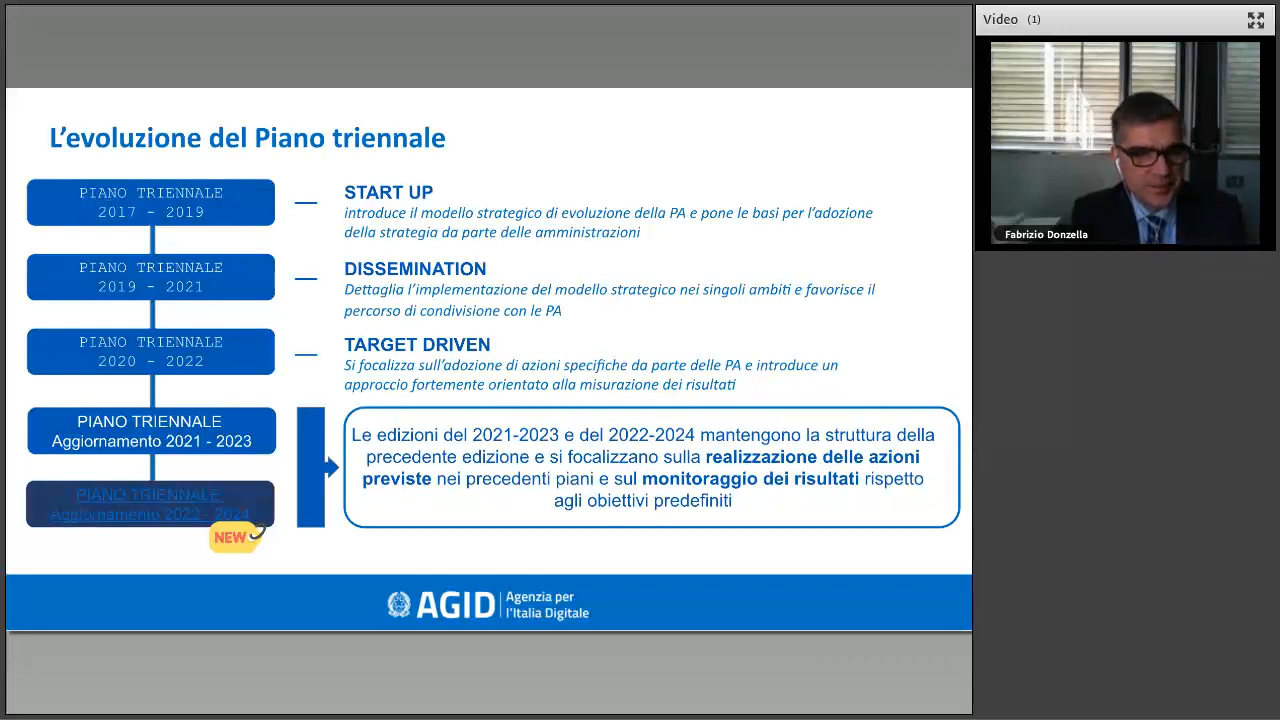 Video (1)
Fabrizio Donzella
L'evoluzione del Piano triennale
PIANO TRIENNALE
2017 - 2019
START UP
introduce il modello strategico di evoluzione della PA e pone le basi per l'adozione
della strategia da parte delle amministrazioni
PIANO TRIENNALE
2019 - 2021
DISSEMINATION
Dettaglia l'implementazione del modello strategico nei singoli ambiti e favorisce il
percorso di condivisione con le PA
PIANO TRIENNALE
2020 - 2022
TARGET DRIVEN
Si focalizza sull'adozione di azioni specifiche da parte delle PA e introduce un
approccio fortemente orientato alla misurazione dei risultati
PIANO TRIENNALE
Aggiornamento 2021 - 2023
PIANO TRIENNALE
Aggiornamento 2022 - 2024
NEW
Le edizioni del 2021-2023 e del 2022-2024 mantengono la struttura della
precedente edizione e si focalizzano sulla realizzazione delle azioni
previste nei precedenti piani e sul monitoraggio dei risultati rispetto
agli obiettivi predefiniti
AGID
Agenzia per
l'Italia Digitale